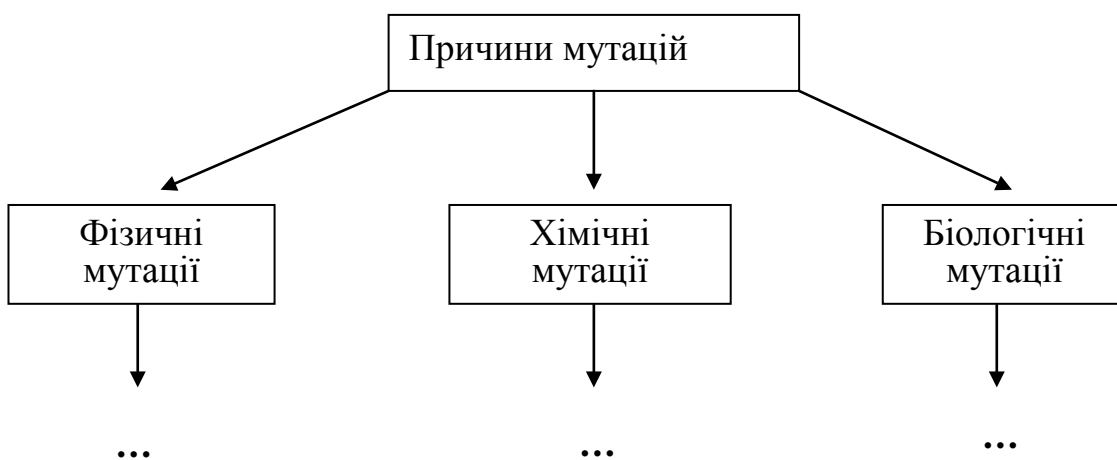 Причини мутацій
Фізичні
мутації
Хімічні
мутації
Біологічні
мутації
...
...
...